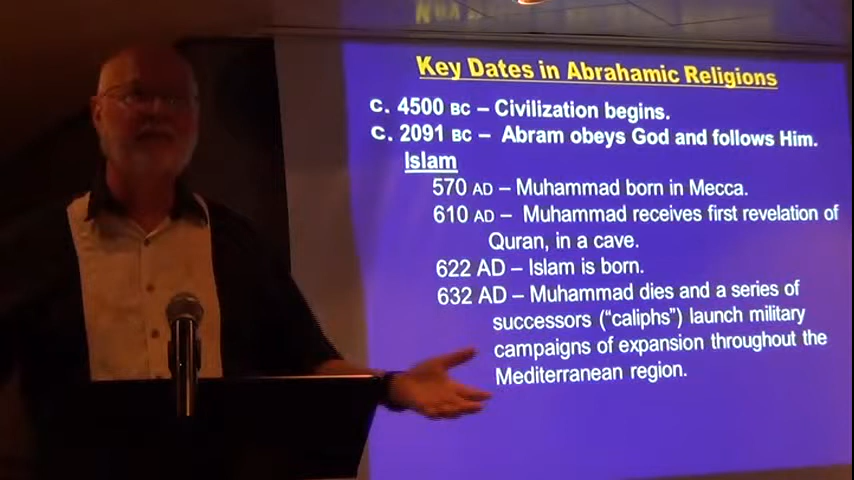 Key Dates in Abrahamic Religions
c. 4500 BC – Civilization begins.
c. 2091 BC – Abram obeys God and follows Him.
Islam
570 AD – Muhammad born in Mecca.
610 AD – Muhammad receives first revelation of
Quran, in a cave.
622 AD – Islam is born.
632 AD – Muhammad dies and a series of
successors ("caliphs") launch military
campaigns of expansion throughout the
Mediterranean region.